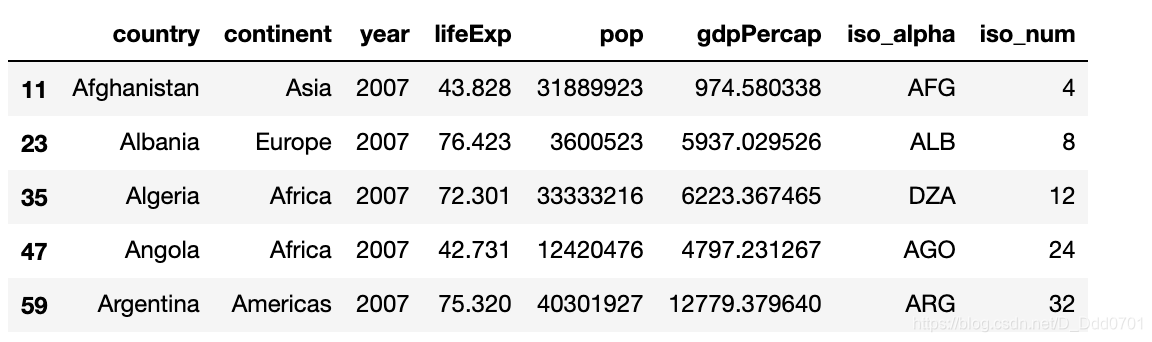 country continent year lifeExp pop gdpPercap iso_alpha iso_num
11 Afghanistan Asia 2007 43.828 31889923 974.580338 AFG 4
23 Albania Europe 2007 76.423 3600523 5937.029526 ALB 8
35 Algeria Africa 2007 72.301 33333216 6223.367465 DZA 12
47 Angola Africa 2007 42.731 12420476 4797.231267 AGO 24
59 Argentina Americas 2007 75.320 40301927 12779.379640 ARG 32
https://blog.csdn.net/D_Ddd0701